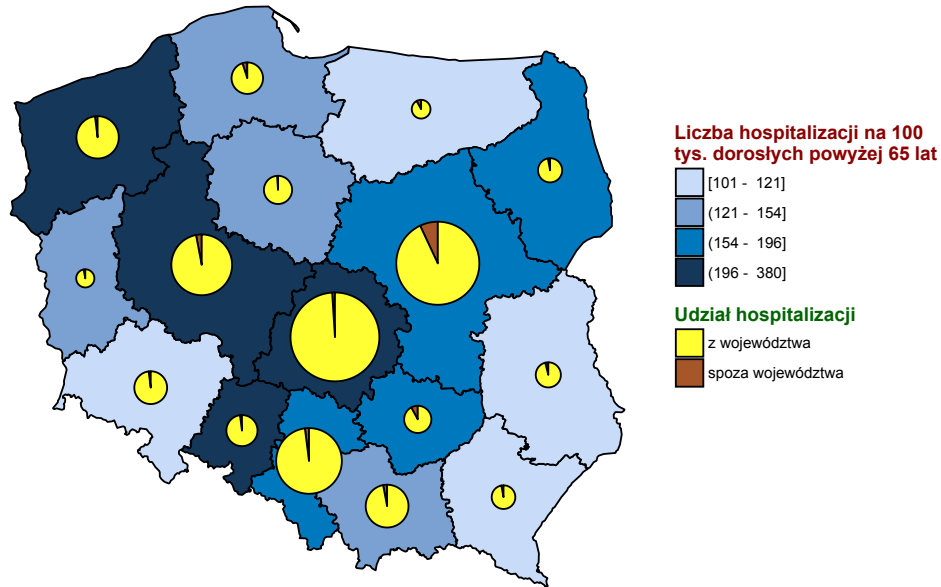 Liczba hospitalizacji na 100
tys. dorosłych powyżej 65 lat
[101 - 121]
(121 - 154]
(154 - 196]
(196 - 380]
Udział hospitalizacji
z województwa
spoza województwa